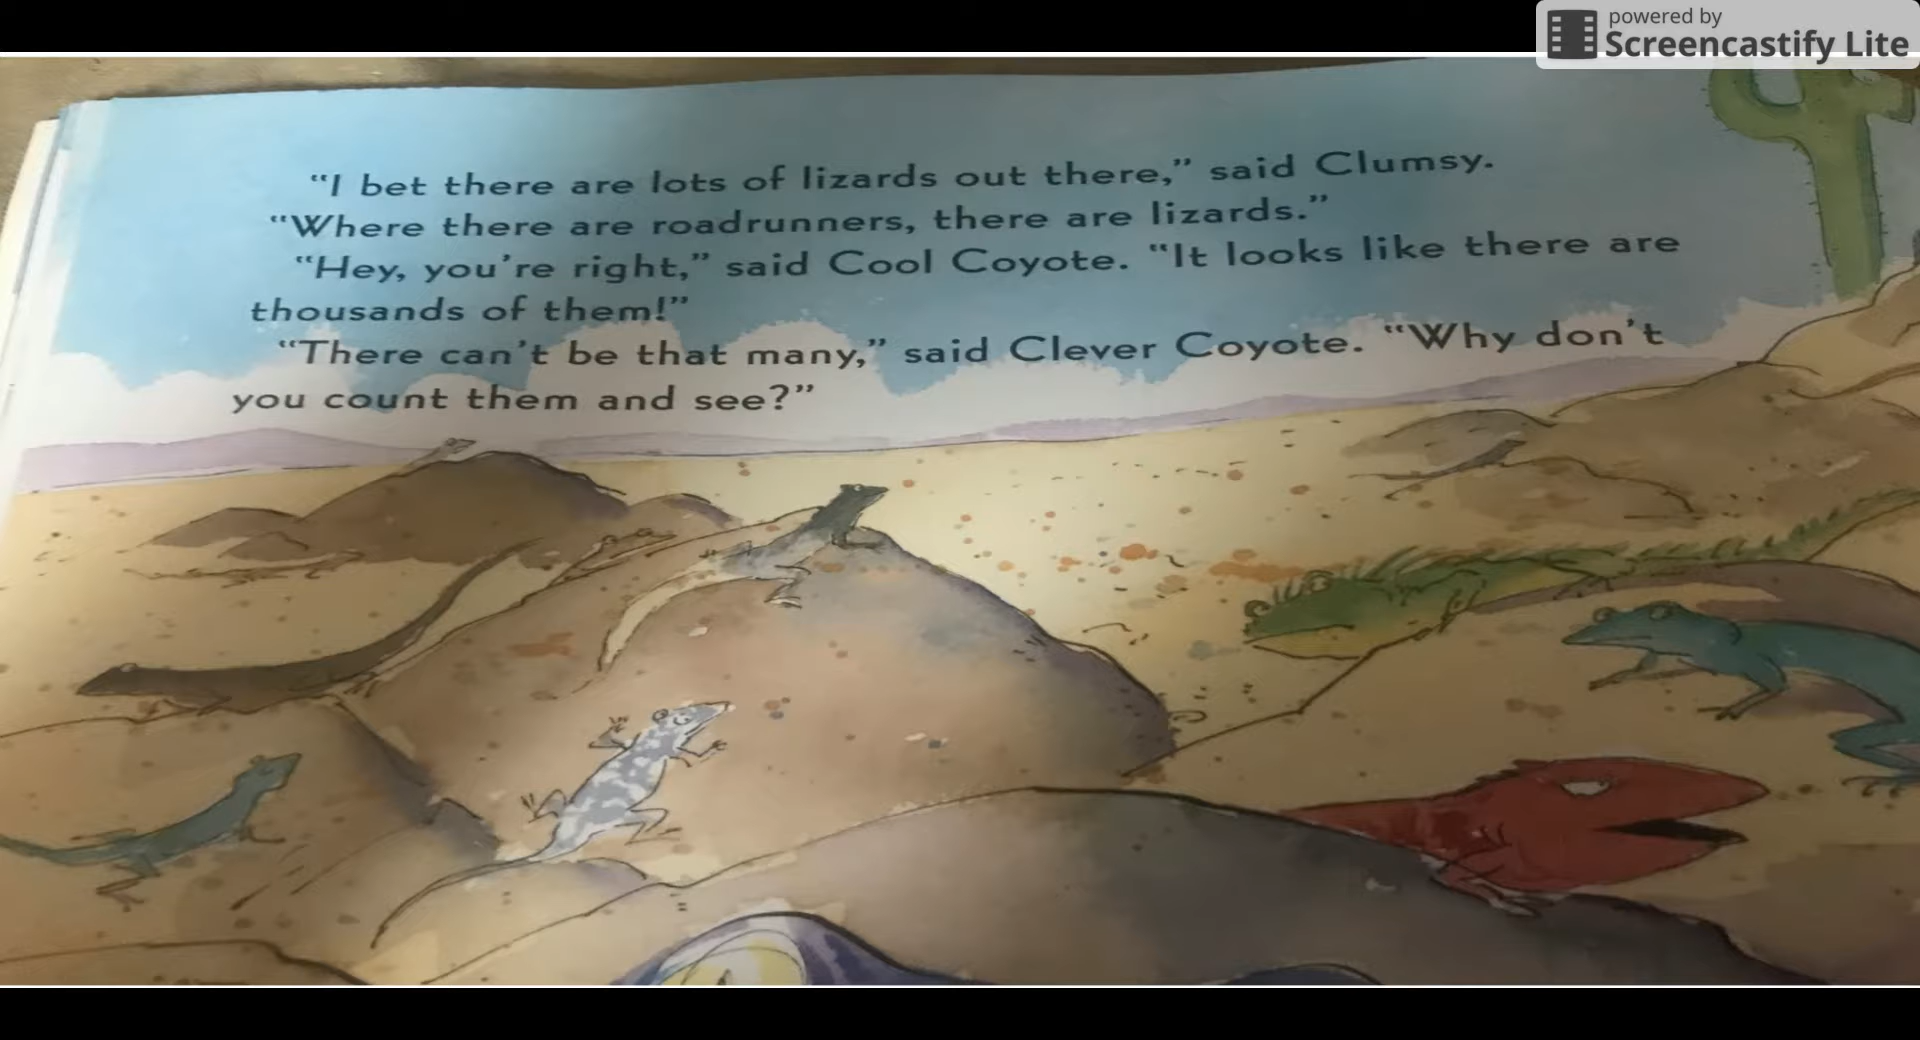 powered by
Screencastify Lite
“I bet there are lots of lizards out there,” said Clumsy.
“Where there are roadrunners, there are lizards.”
“Hey, you’re right,” said Cool Coyote. “It looks like there are
thousands of them!”
“There can’t be that many,” said Clever Coyote. “Why don’t
you count them and see?”